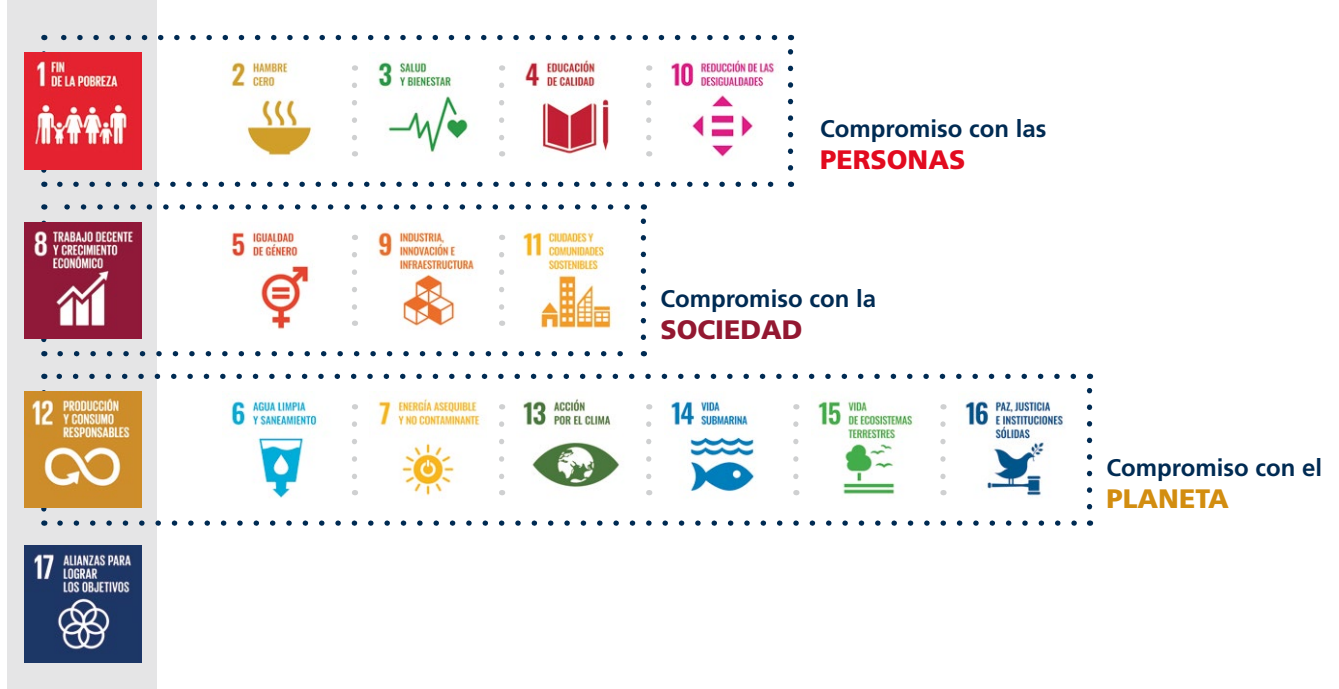 1 FIN
DE LA POBREZA
2 HAMBRE
CERO
3 SALUD
Y BIENESTAR
4 EDUCACIÓN
DE CALIDAD
10 REDUCCIÓN DE LAS
DESIGUALDADES
Compromiso con las
PERSONAS
8 TRABAJO DECENTE
Y CRECIMIENTO
ECONÓMICO
5 IGUALDAD
DE GÉNERO
9 INDUSTRIA,
INNOVACIÓN E
INFRAESTRUCTURA
11 CIUDADES Y
COMUNIDADES
SOSTENIBLES
Compromiso con la
SOCIEDAD
12 PRODUCCIÓN
Y CONSUMO
RESPONSABLES
6 AGUA LIMPIA
Y SANEAMIENTO
7 ENERGÍA ASEQUIBLE
Y NO CONTAMINANTE
13 ACCIÓN
POR EL CLIMA
14 VIDA
SUBMARINA
15 VIDA
DE ECOSISTEMAS
TERRESTRES
16 PAZ, JUSTICIA
E INSTITUCIONES
SÓLIDAS
Compromiso con el
PLANETA
17 ALIANZAS PARA
LOGRAR
LOS OBJETIVOS